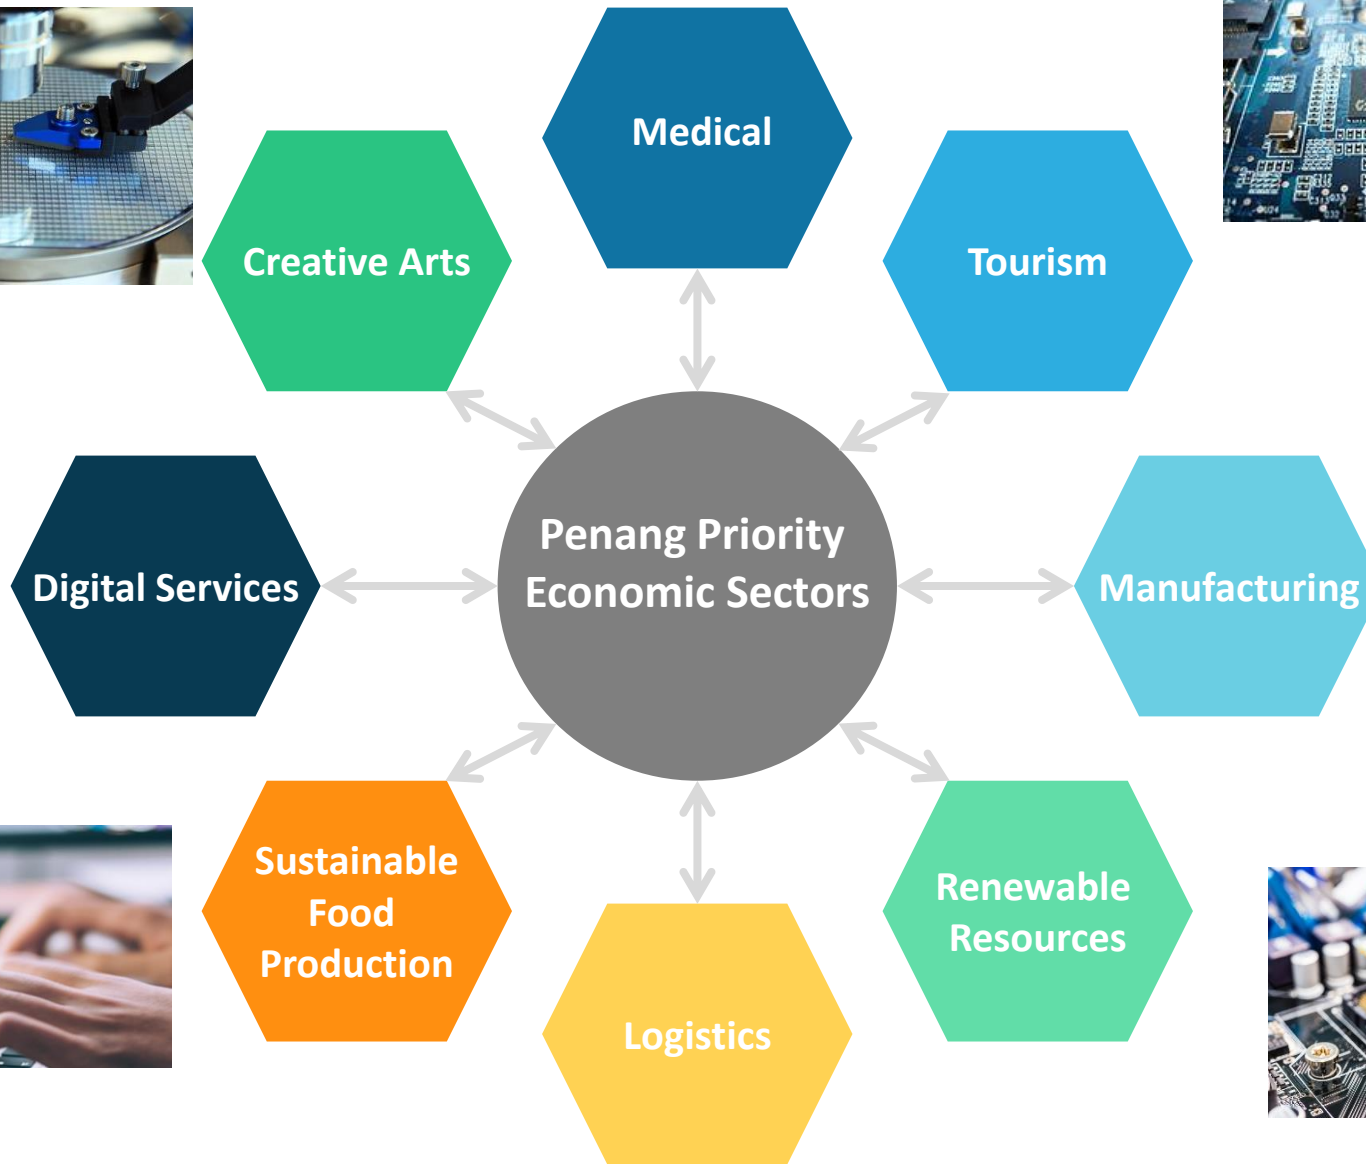 Medical
Creative Arts
Tourism
Penang Priority
Economic Sectors
Digital Services
Manufacturing
Sustainable
Food
Production
Renewable
Resources
Logistics